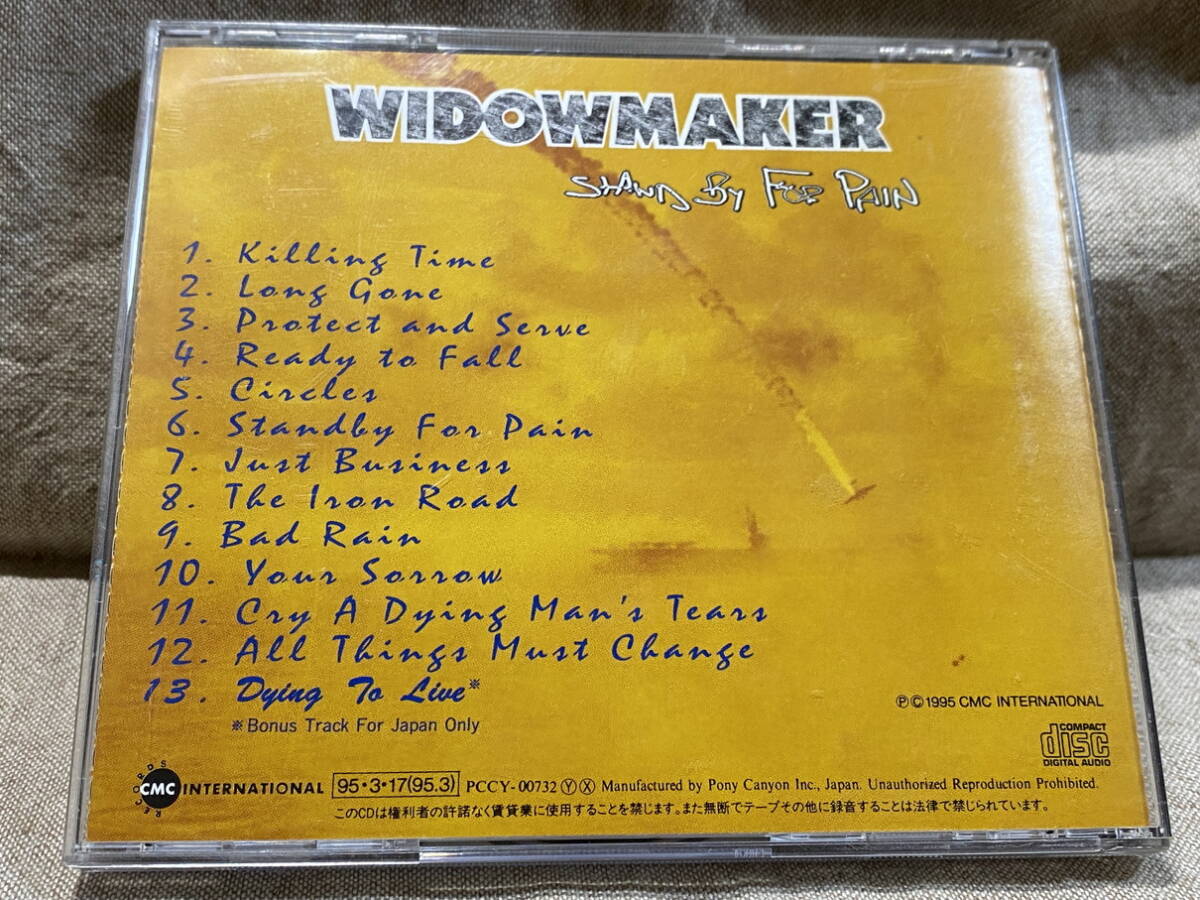 WIDOWMAKER
STAND BY FOR PAIN
1. Killing Time
2. Long Gone
3. Protect and Serve
4. Ready to Fall
5. Circles
6. Standby For Pain
7. Just Business
8. The Iron Road
9. Bad Rain
10. Your Sorrow
11. Cry A Dying Man's Tears
12. All Things Must Change
13. Dying To Live※
※Bonus Track For Japan Only
ⓅⒸ1995 CMC INTERNATIONAL
COMPACT
disc
DIGITAL AUDIO
CMC RECORDS INTERNATIONAL 95・3・17(95.3) PCCY-00732ⓎⓍ Manufactured by Pony Canyon Inc., Japan. Unauthorized Reproduction Prohibited.
このCDは権利者の許諾なく賃貸業に使用することを禁じます。また無断でテープその他に録音することは法律で禁じられています。